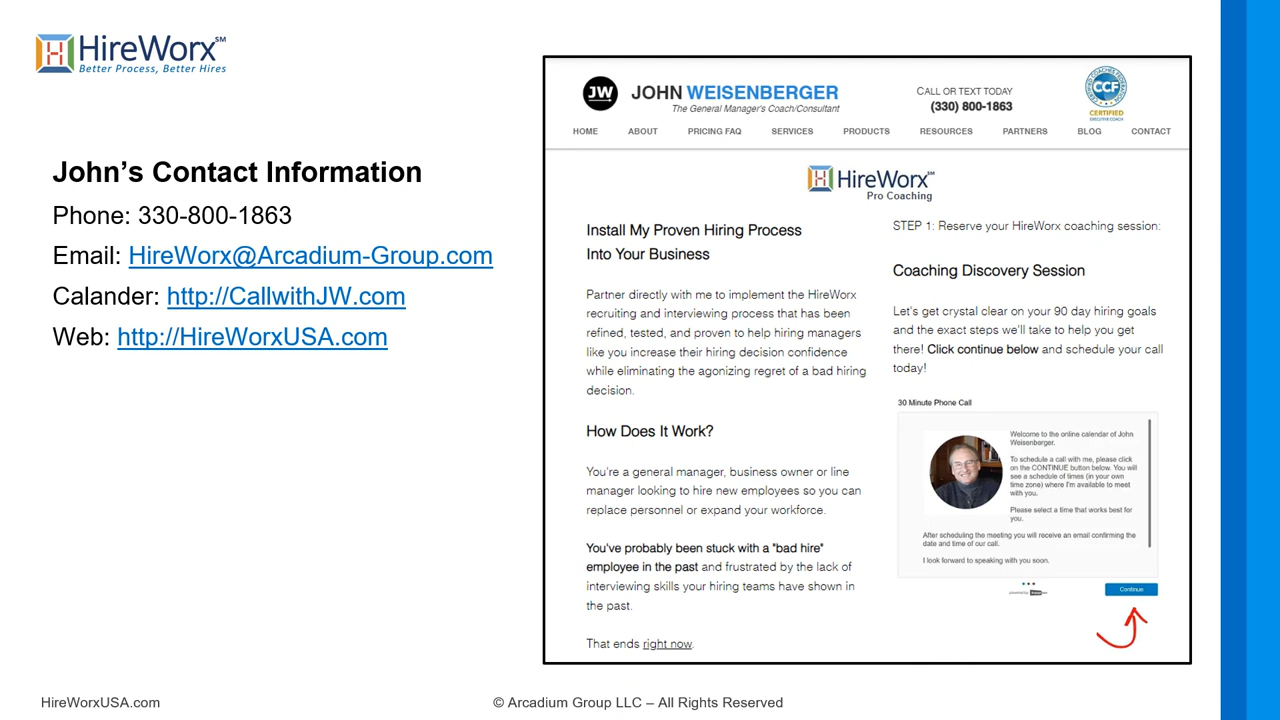 HireWorx℠
Better Process, Better Hires
John’s Contact Information
Phone: 330-800-1863
Email: HireWorx@Arcadium-Group.com
Calander: http://CallwithJW.com
Web: http://HireWorxUSA.com
JW
JOHN WEISENBERGER
The General Manager's Coach/Consultant
CALL OR TEXT TODAY
(330) 800-1863
CERTIFIED COACHES FEDERATION
CCF
CERTIFIED
EXECUTIVE COACH
HOME ABOUT PRICING FAQ SERVICES PRODUCTS RESOURCES PARTNERS BLOG CONTACT
HireWorx℠
Pro Coaching
Install My Proven Hiring Process
Into Your Business
Partner directly with me to implement the HireWorx
recruiting and interviewing process that has been
refined, tested, and proven to help hiring managers
like you increase their hiring decision confidence
while eliminating the agonizing regret of a bad hiring
decision.
How Does It Work?
You're a general manager, business owner or line
manager looking to hire new employees so you can
replace personnel or expand your workforce.
You've probably been stuck with a "bad hire"
employee in the past and frustrated by the lack of
interviewing skills your hiring teams have shown in
the past.
That ends right now.
STEP 1: Reserve your HireWorx coaching session:
Coaching Discovery Session
Let's get crystal clear on your 90 day hiring goals
and the exact steps we'll take to help you get
there! Click continue below and schedule your call
today!
30 Minute Phone Call
Welcome to the online calendar of John
Weisenberger.
To schedule a call with me, please click
on the CONTINUE button below. You will
see a schedule of times (in your own
time zone) where I'm available to meet
with you.
Please select a time that works best for
you.
After scheduling the meeting you will receive an email confirming the
date and time of our call.
I look forward to speaking with you soon.
powered by
Continue
HireWorxUSA.com
© Arcadium Group LLC – All Rights Reserved